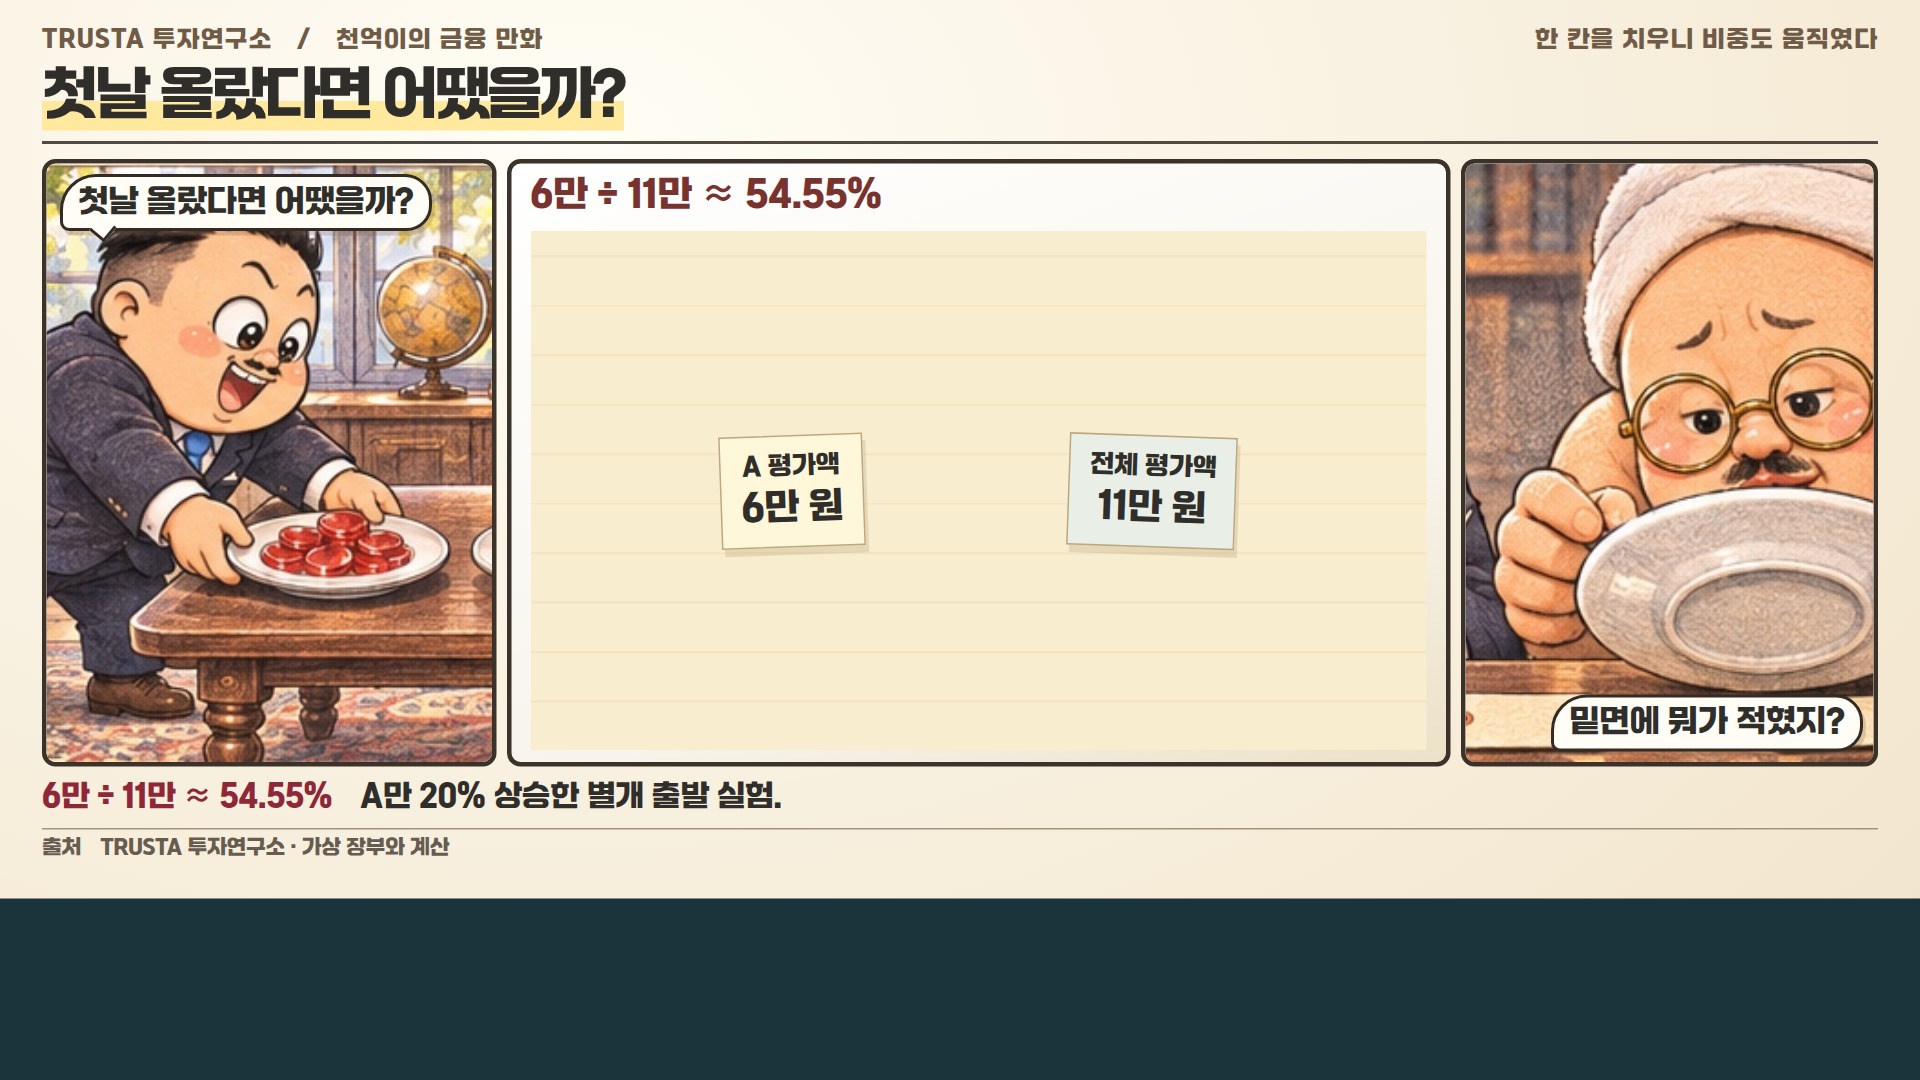 TRUSTA 투자연구소 / 천억이의 금융 만화
한 칸을 치우니 비중도 움직였다
첫날 올랐다면 어땠을까?
첫날 올랐다면 어땠을까?
6만 ÷ 11만 ≈ 54.55%
A 평가액
6만 원
전체 평가액
11만 원
밑면에 뭐가 적혔지?
6만 ÷ 11만 ≈ 54.55% A만 20% 상승한 별개 출발 실험.
출처 TRUSTA 투자연구소 · 가상 장부와 계산